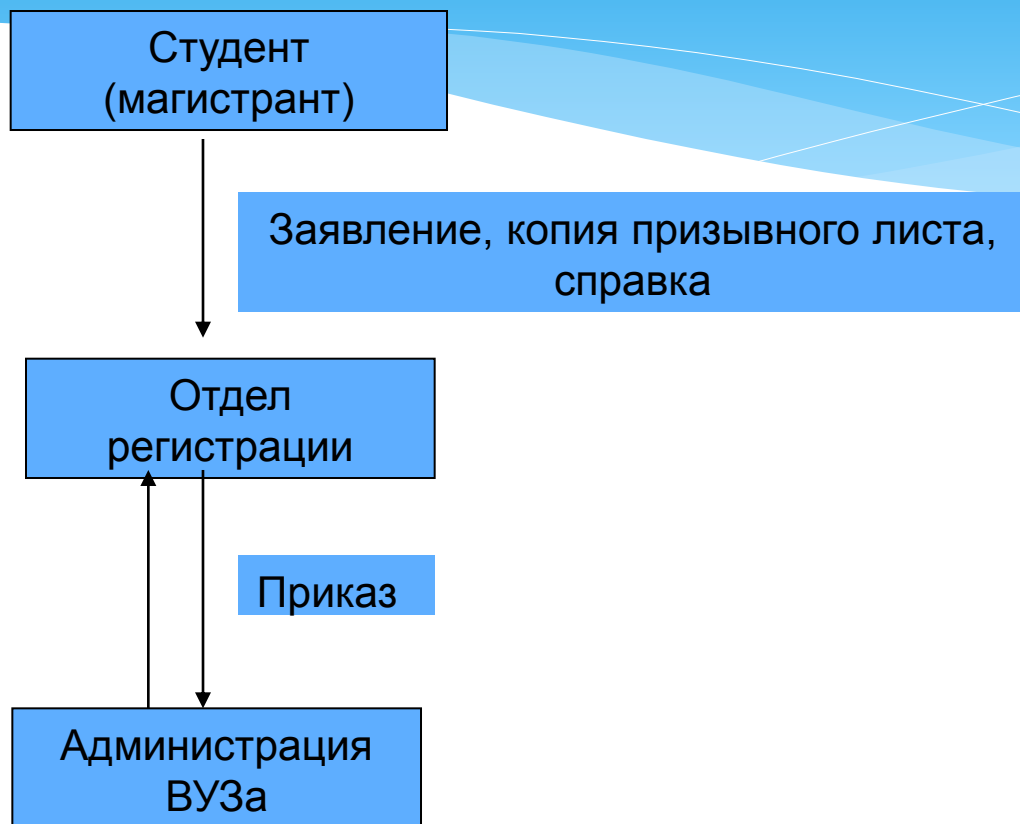 Студент
(магистрант)
Заявление, копия призывного листа,
справка
Отдел
регистрации
Приказ
Администрация
ВУЗа